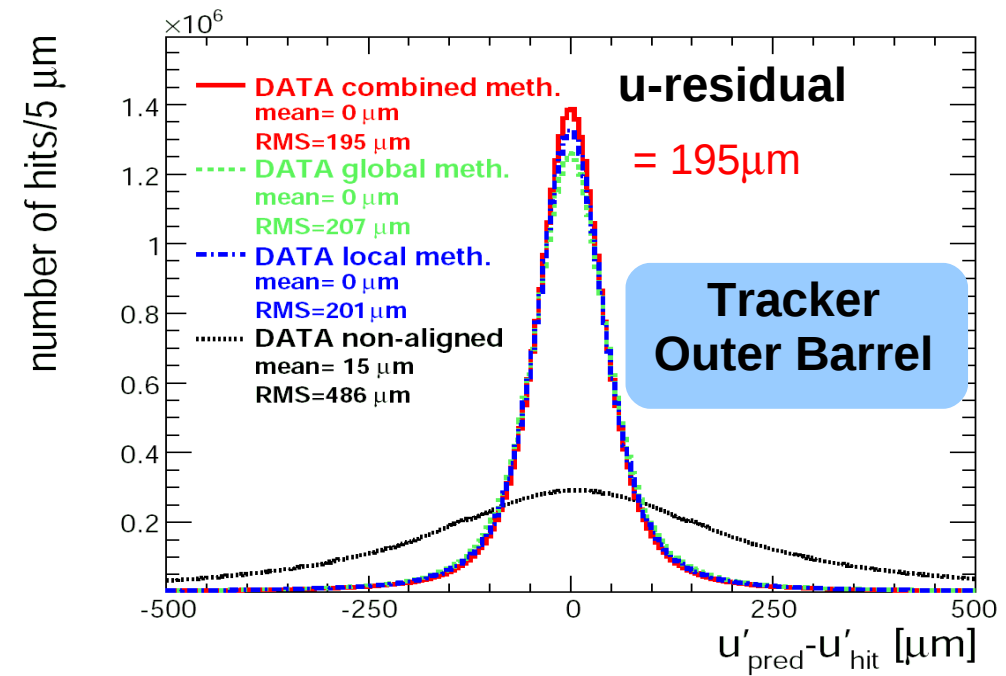 ×10⁶
number of hits/5 μm
1.4
1.2
1
0.8
0.6
0.4
0.2
DATA combined meth.
mean= 0 μm
RMS=195 μm
DATA global meth.
mean= 0 μm
RMS=207 μm
DATA local meth.
mean= 0 μm
RMS=201 μm
DATA non-aligned
mean= 15 μm
RMS=486 μm
u-residual
= 195μm
Tracker
Outer Barrel
-500 -250 0 250 500
u′pred-u′hit [μm]